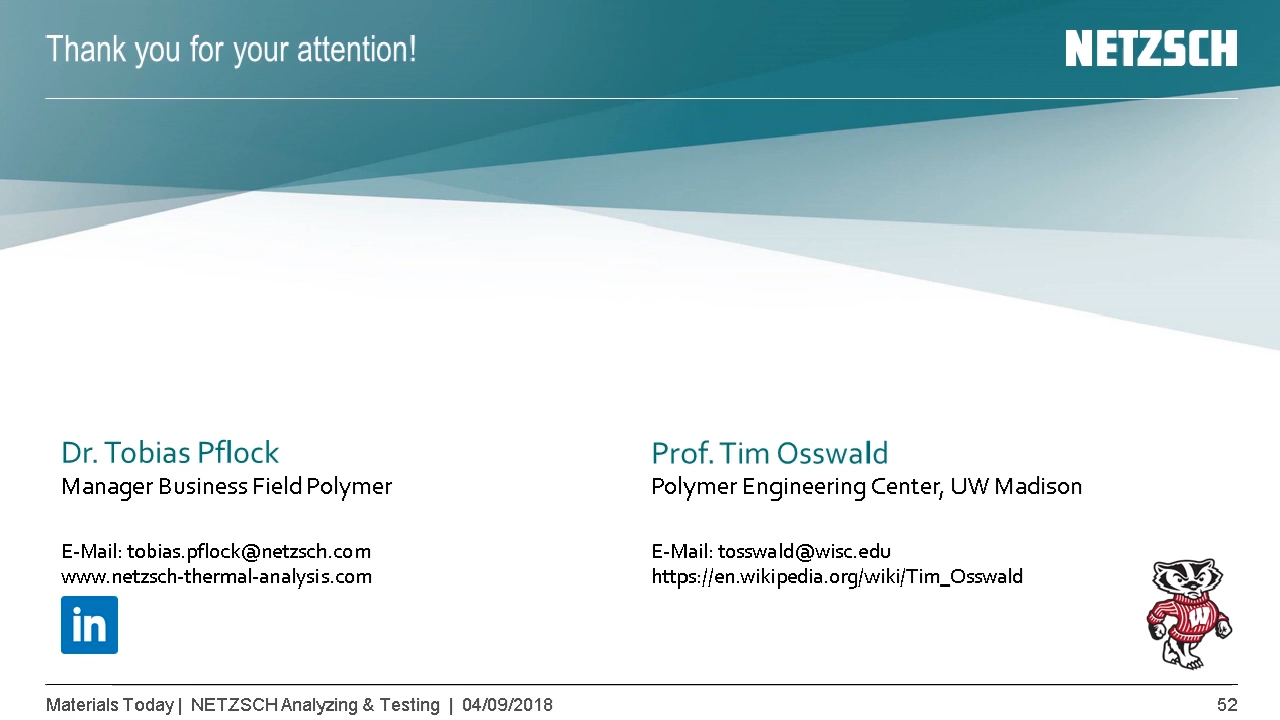 Thank you for your attention!
NETZSCH
Dr. Tobias Pflock
Manager Business Field Polymer
E-Mail: tobias.pflock@netzsch.com
www.netzsch-thermal-analysis.com
in
Prof. Tim Osswald
Polymer Engineering Center, UW Madison
E-Mail: tosswald@wisc.edu
https://en.wikipedia.org/wiki/Tim_Osswald
W
Materials Today | NETZSCH Analyzing & Testing | 04/09/2018
52